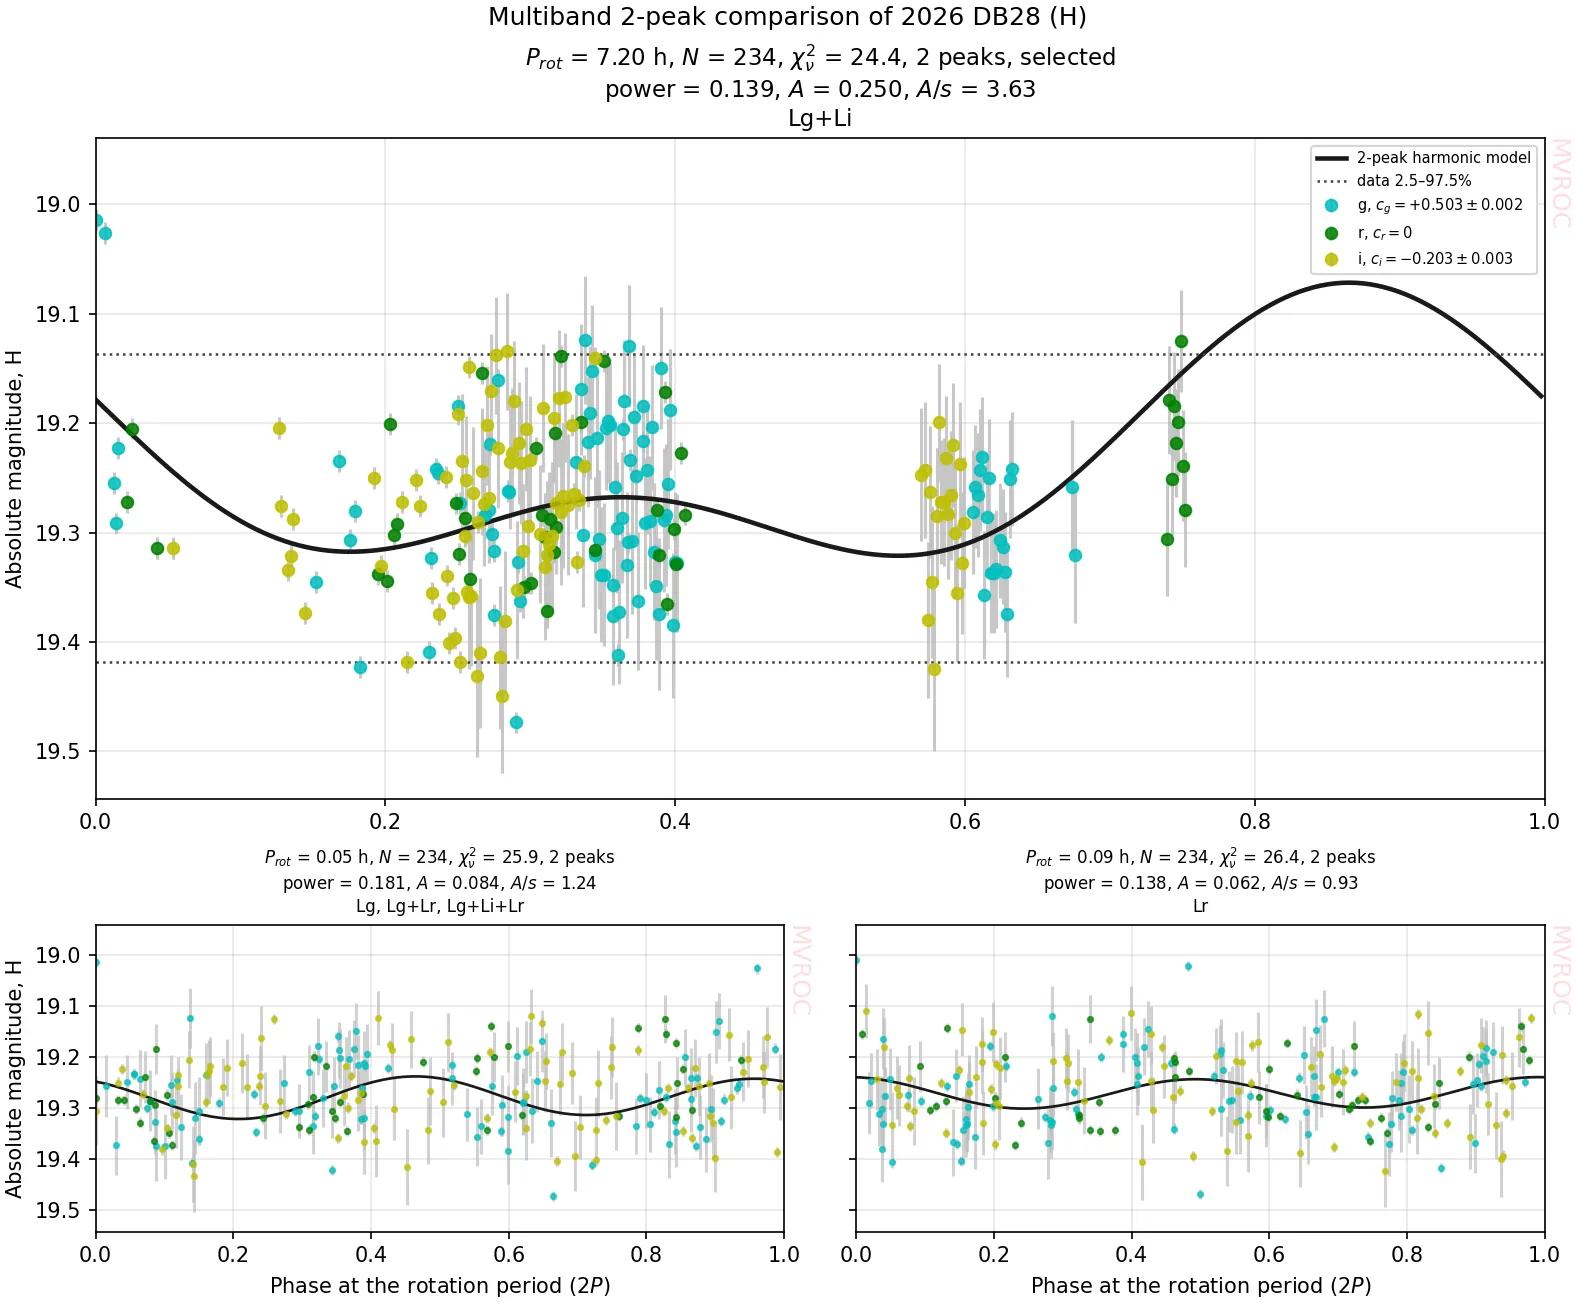 Multiband 2-peak comparison of 2026 DB28 (H)
P_rot = 7.20 h, N = 234, χ²_ν = 24.4, 2 peaks, selected
power = 0.139, A = 0.250, A/s = 3.63
Lg+Li
2-peak harmonic model
data 2.5–97.5%
g, c_g = +0.503 ± 0.002
r, c_r = 0
i, c_i = −0.203 ± 0.003
MVROC
Absolute magnitude, H
19.0
19.1
19.2
19.3
19.4
19.5
0.0 0.2 0.4 0.6 0.8 1.0
P_rot = 0.05 h, N = 234, χ²_ν = 25.9, 2 peaks
power = 0.181, A = 0.084, A/s = 1.24
Lg, Lg+Lr, Lg+Li+Lr
MVROC
Absolute magnitude, H
19.0
19.1
19.2
19.3
19.4
19.5
0.0 0.2 0.4 0.6 0.8 1.0
Phase at the rotation period (2P)
P_rot = 0.09 h, N = 234, χ²_ν = 26.4, 2 peaks
power = 0.138, A = 0.062, A/s = 0.93
Lr
MVROC
0.0 0.2 0.4 0.6 0.8 1.0
Phase at the rotation period (2P)